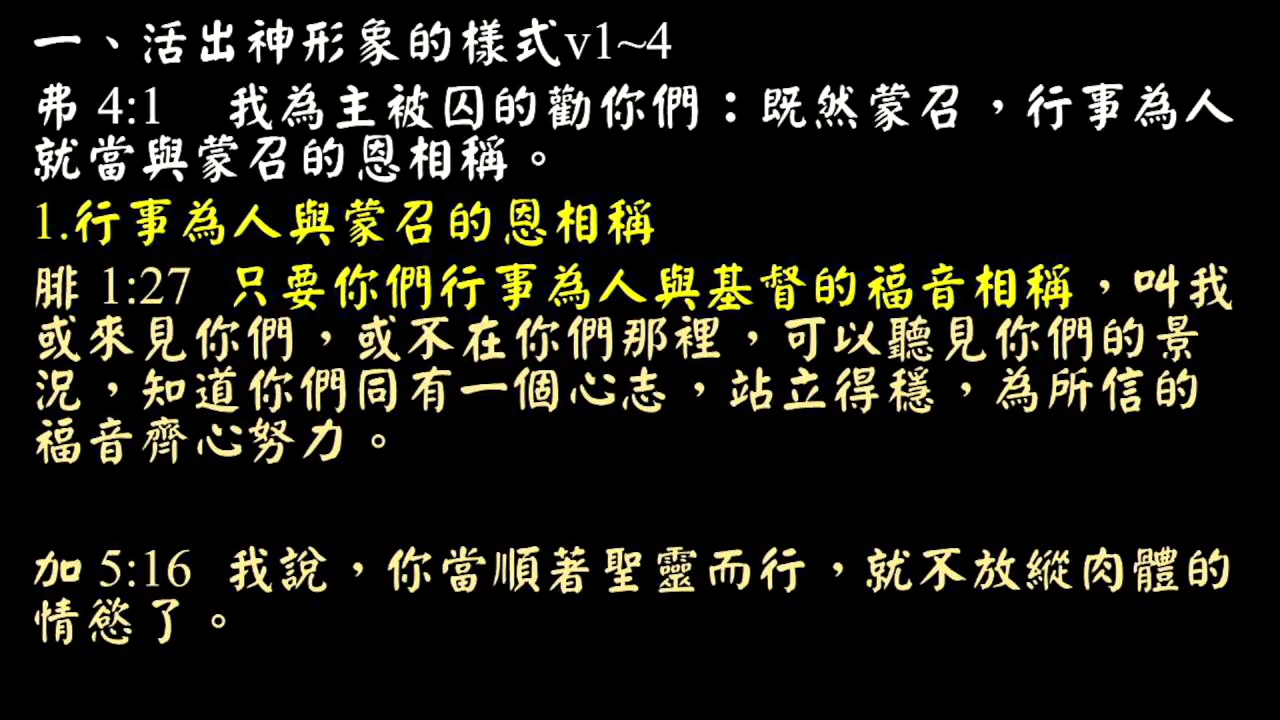 一、活出神形象的樣式v1~4
弗 4:1 我為主被囚的勸你們：既然蒙召，行事為人
就當與蒙召的恩相稱。
1.行事為人與蒙召的恩相稱
腓 1:27 只要你們行事為人與基督的福音相稱，叫我
或來見你們，或不在你們那裡，可以聽見你們的景
況，知道你們同有一個心志，站立得穩，為所信的
福音齊心努力。
加 5:16 我說，你當順著聖靈而行，就不放縱肉體的
情慾了。